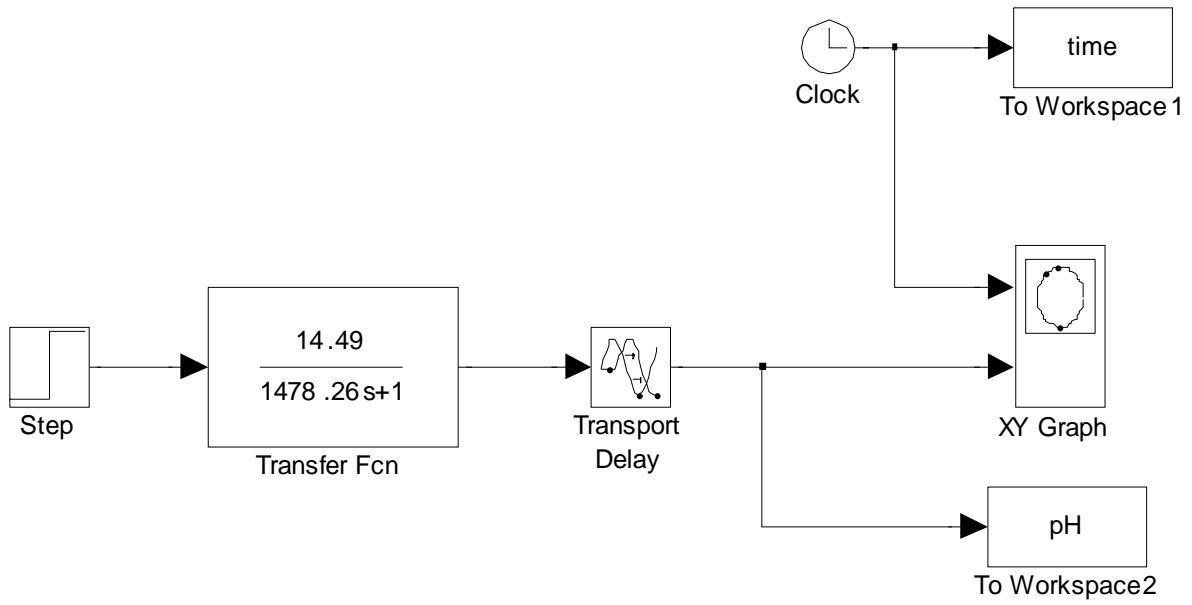 time
Clock
To Workspace1
14.49
1478.26s+1
Step
Transport
Delay
XY Graph
Transfer Fcn
pH
To Workspace2